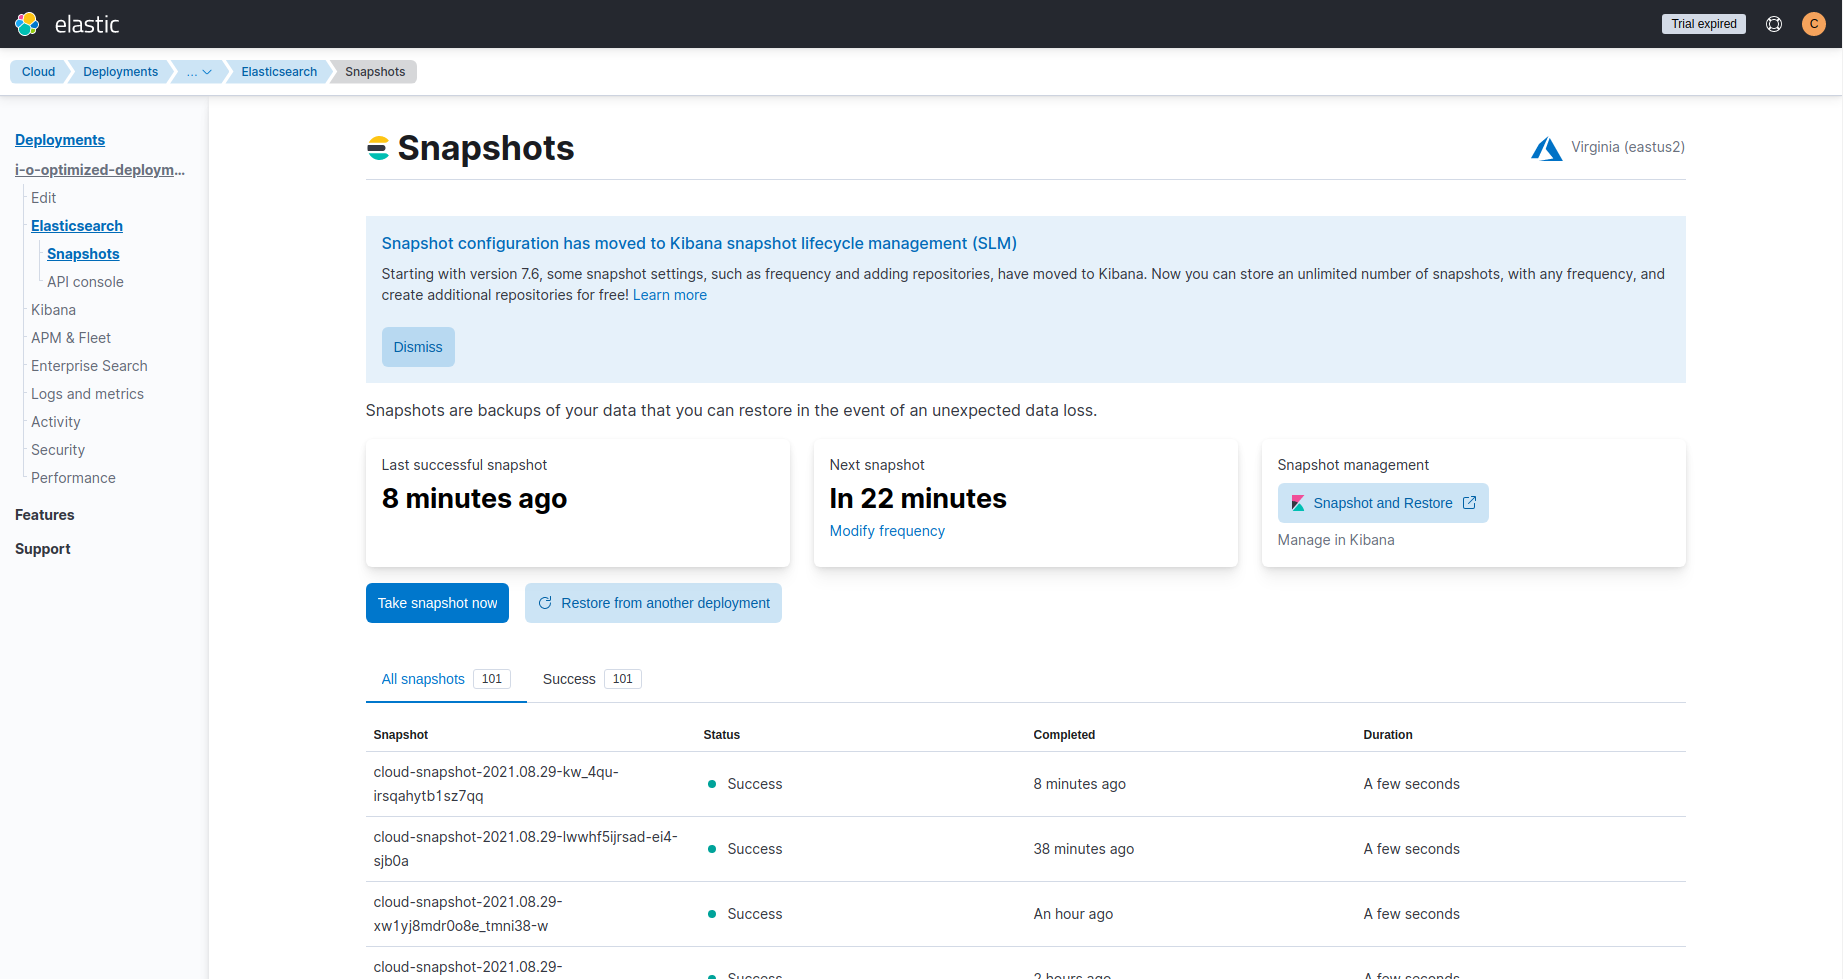 elastic
Trial expired
C
Cloud
Deployments
...
Elasticsearch
Snapshots
Deployments
i-o-optimized-deploym...
Edit
Elasticsearch
Snapshots
API console
Kibana
APM & Fleet
Enterprise Search
Logs and metrics
Activity
Security
Performance
Features
Support
Snapshots
Virginia (eastus2)
Snapshot configuration has moved to Kibana snapshot lifecycle management (SLM)
Starting with version 7.6, some snapshot settings, such as frequency and adding repositories, have moved to Kibana. Now you can store an unlimited number of snapshots, with any frequency, and
create additional repositories for free! Learn more
Dismiss
Snapshots are backups of your data that you can restore in the event of an unexpected data loss.
Last successful snapshot
8 minutes ago
Next snapshot
In 22 minutes
Modify frequency
Snapshot management
Snapshot and Restore
Manage in Kibana
Take snapshot now
Restore from another deployment
All snapshots 101
Success 101
Snapshot Status Completed Duration
cloud-snapshot-2021.08.29-kw_4qu-
irsqahytb1sz7qq
Success
8 minutes ago
A few seconds
cloud-snapshot-2021.08.29-lwwhf5ijrsad-ei4-
sjb0a
Success
38 minutes ago
A few seconds
cloud-snapshot-2021.08.29-
xw1yj8mdr0o8e_tmni38-w
Success
An hour ago
A few seconds
cloud-snapshot-2021.08.29-
Success
2 hours ago
A few seconds